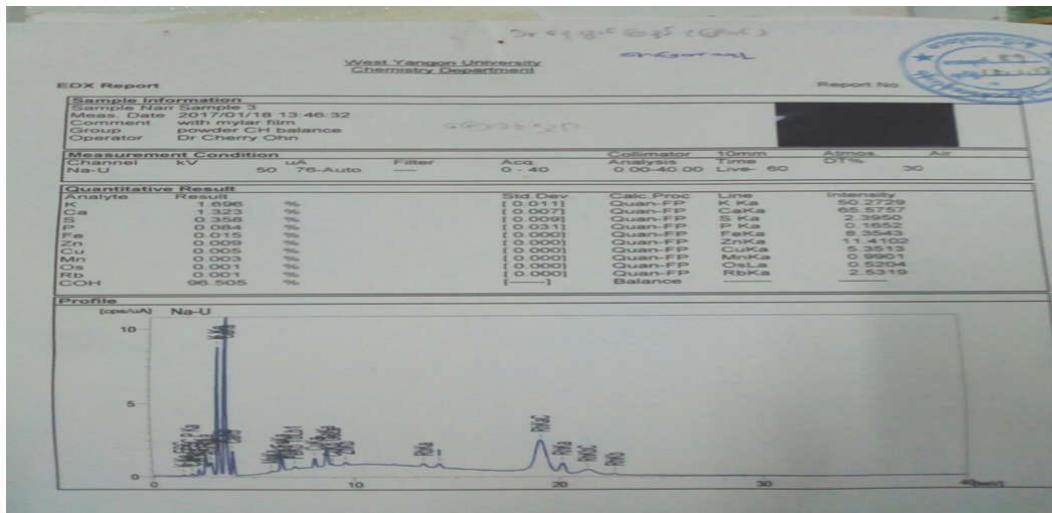 West Yangon University
Chemistry Department
EDX Report
Report No.
Sample Information
Sample Nam Sample 3
Meas. Date 2017/01/18 13:46:32
Comment with mylar film
Group powder CH balance
Operator Dr Cherry Ohn
Measurement Condition Collimator 10mm Atmos. Air
Channel kV uA Filter Acq. Analysis Time DT%
Na-U 50 76-Auto ---- 0 - 40 0.00-40.00 Live- 60 30
Quantitative Result
Analyte Result Std.Dev Calc.Proc Line Intensity
K 1.696 % [ 0.011] Quan-FP K Ka 50.2729
Ca 1.323 % [ 0.007] Quan-FP CaKa 65.5757
S 0.358 % [ 0.009] Quan-FP S Ka 2.3950
P 0.084 % [ 0.031] Quan-FP P Ka 0.1652
Fe 0.015 % [ 0.000] Quan-FP FeKa 8.3543
Zn 0.009 % [ 0.000] Quan-FP ZnKa 11.4102
Cu 0.005 % [ 0.000] Quan-FP CuKa 5.3513
Mn 0.003 % [ 0.000] Quan-FP MnKa 0.9901
Os 0.001 % [ 0.000] Quan-FP OsLa 0.5204
Rb 0.001 % [ 0.000] Quan-FP RbKa 2.5319
COH 96.505 % [-----] Balance ------ ------
Profile
[cps/uA] Na-U
10
5
RhKaC
0
0 10 20 30 40 [keV]